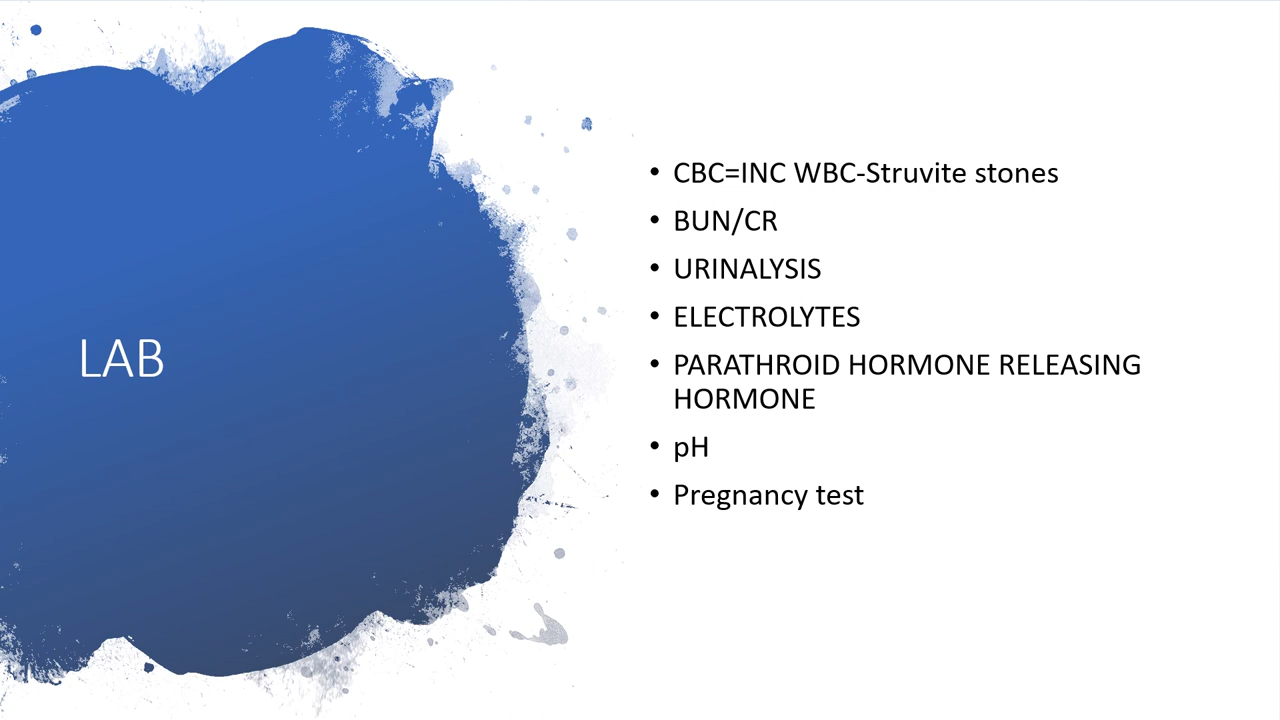 LAB
• CBC=INC WBC-Struvite stones
• BUN/CR
• URINALYSIS
• ELECTROLYTES
• PARATHROID HORMONE RELEASING
HORMONE
• pH
• Pregnancy test